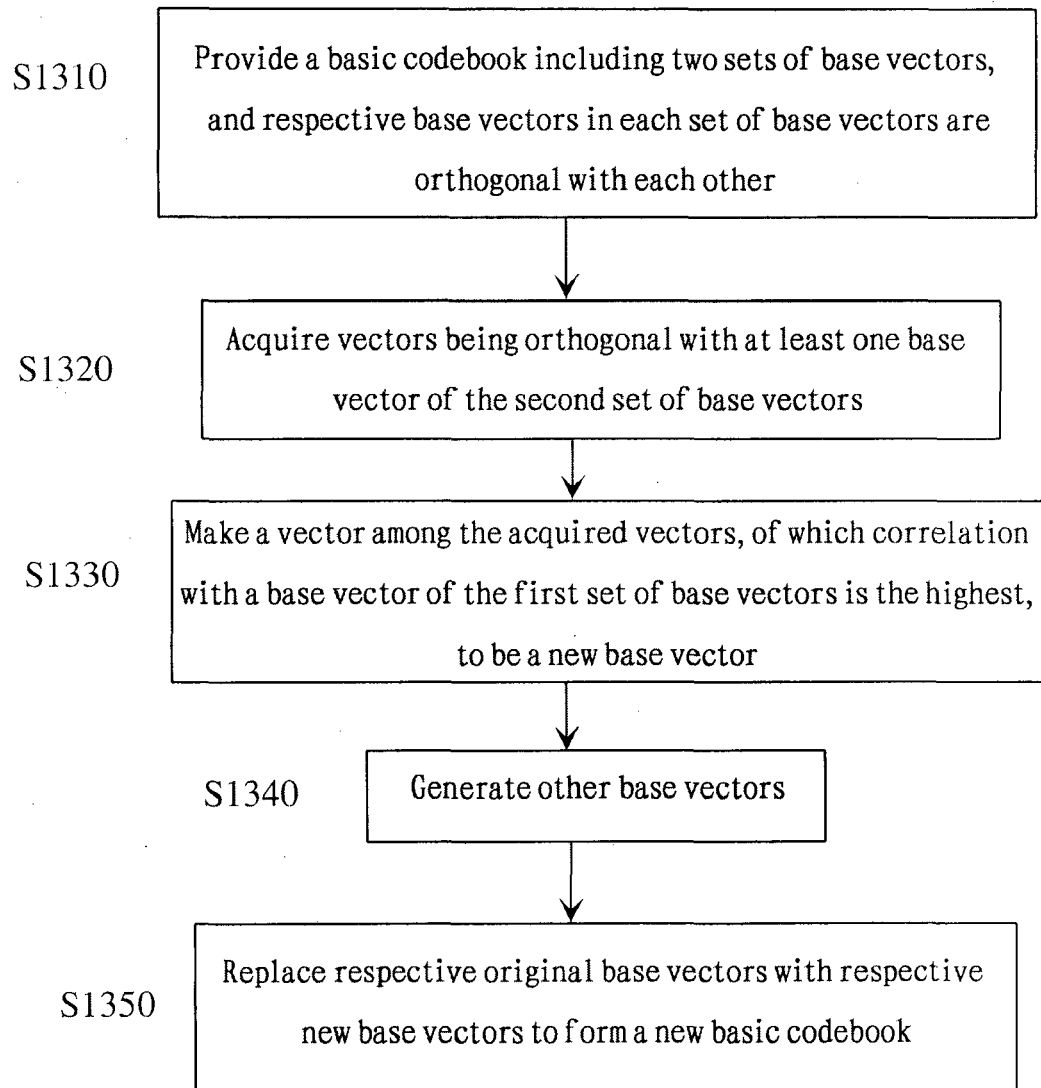 S1310
Provide a basic codebook including two sets of base vectors,
and respective base vectors in each set of base vectors are
orthogonal with each other
S1320
Acquire vectors being orthogonal with at least one base
vector of the second set of base vectors
S1330
Make a vector among the acquired vectors, of which correlation
with a base vector of the first set of base vectors is the highest,
to be a new base vector
S1340
Generate other base vectors
S1350
Replace respective original base vectors with respective
new base vectors to form a new basic codebook